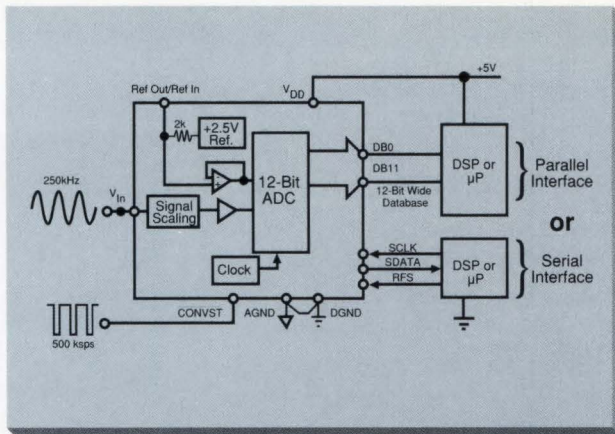 +5V
Ref Out/Ref In
VDD
2k
+2.5V
Ref.
DB0
250kHz
VIn
12-Bit
ADC
DB11
DSP or
µP
Parallel
Interface
Signal
Scaling
12-Bit Wide
Database
or
Clock
SCLK
SDATA
RFS
DSP or
µP
Serial
Interface
CONVST
AGND
DGND
500 ksps